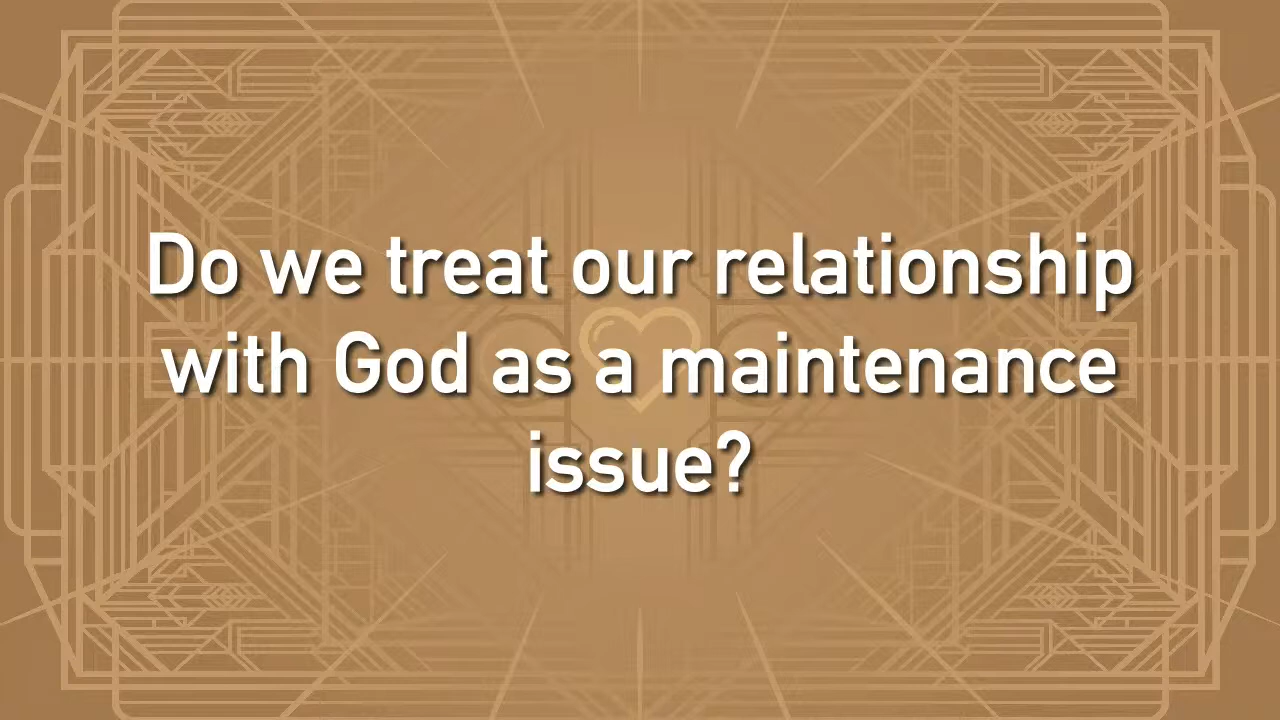 Do we treat our relationship
with God as a maintenance
issue?